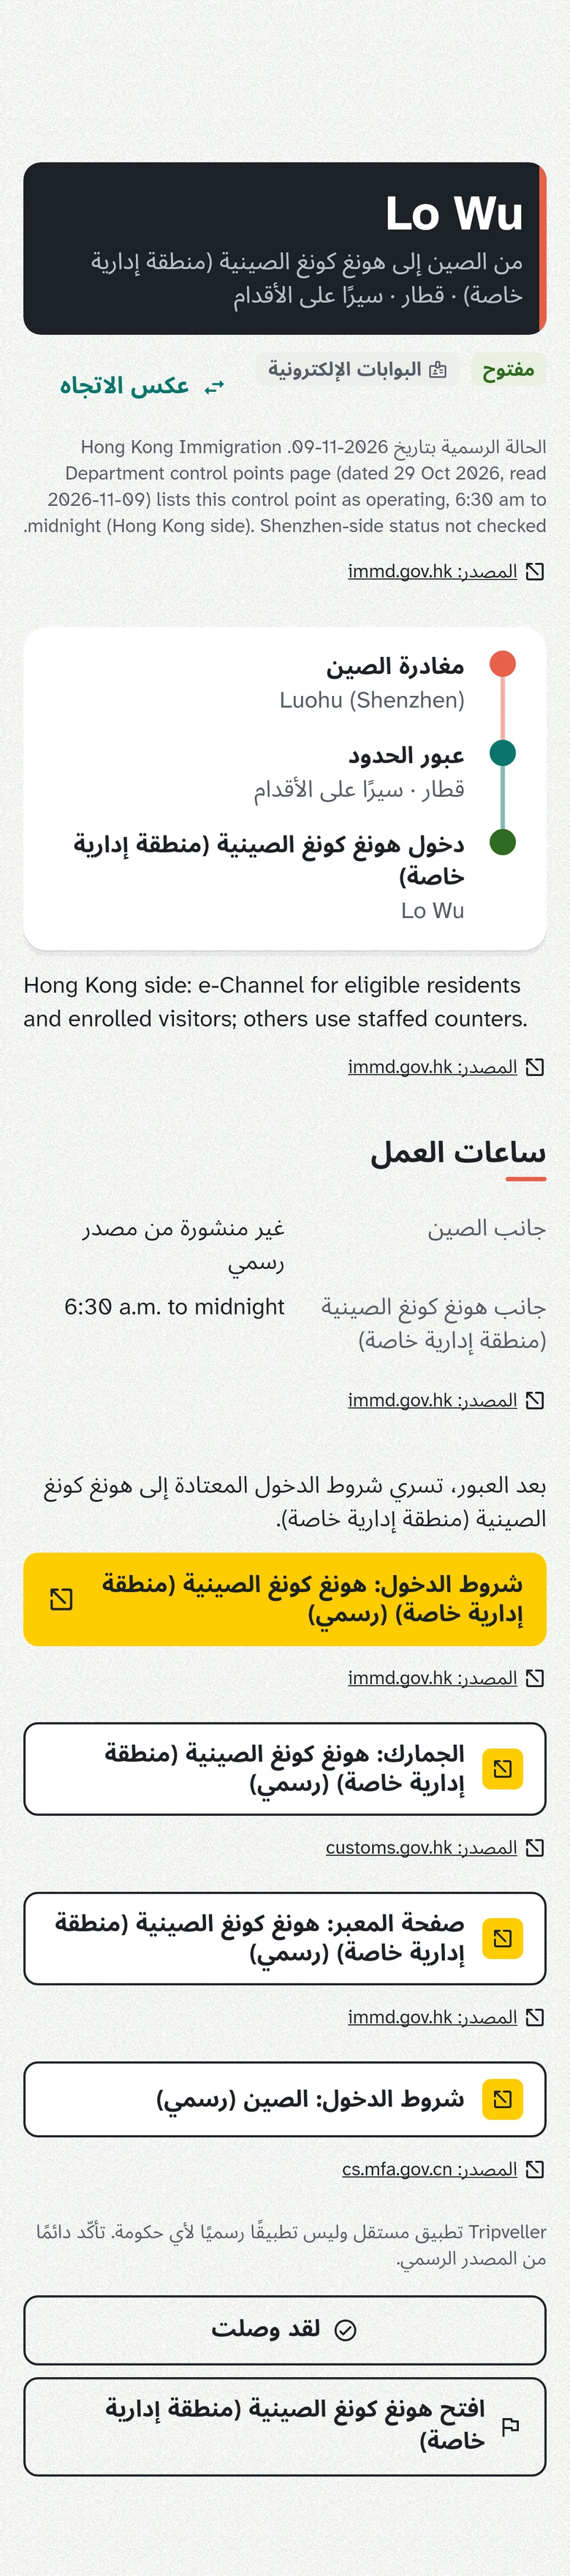 Lo Wu
من الصين إلى هونغ كونغ الصينية (منطقة إدارية
خاصة) · قطار · سيرًا على الأقدام
مفتوح
البوابات الإلكترونية
عكس الاتجاه
الحالة الرسمية بتاريخ 2026-11-09. Hong Kong Immigration
Department control points page (dated 29 Oct 2026, read
2026-11-09) lists this control point as operating, 6:30 am to
midnight (Hong Kong side). Shenzhen-side status not checked.
المصدر: immd.gov.hk
مغادرة الصين
Luohu (Shenzhen)
عبور الحدود
قطار · سيرًا على الأقدام
دخول هونغ كونغ الصينية (منطقة إدارية
خاصة)
Lo Wu
Hong Kong side: e-Channel for eligible residents
and enrolled visitors; others use staffed counters.
المصدر: immd.gov.hk
ساعات العمل
جانب الصين
غير منشورة من مصدر
رسمي
جانب هونغ كونغ الصينية
(منطقة إدارية خاصة)
6:30 a.m. to midnight
المصدر: immd.gov.hk
بعد العبور، تسري شروط الدخول المعتادة إلى هونغ كونغ
الصينية (منطقة إدارية خاصة).
شروط الدخول: هونغ كونغ الصينية (منطقة
إدارية خاصة) (رسمي)
المصدر: immd.gov.hk
الجمارك: هونغ كونغ الصينية (منطقة
إدارية خاصة) (رسمي)
المصدر: customs.gov.hk
صفحة المعبر: هونغ كونغ الصينية (منطقة
إدارية خاصة) (رسمي)
المصدر: immd.gov.hk
شروط الدخول: الصين (رسمي)
المصدر: cs.mfa.gov.cn
Tripveller تطبيق مستقل وليس تطبيقًا رسميًا لأي حكومة. تأكّد دائمًا
من المصدر الرسمي.
لقد وصلت
افتح هونغ كونغ الصينية (منطقة إدارية
خاصة)